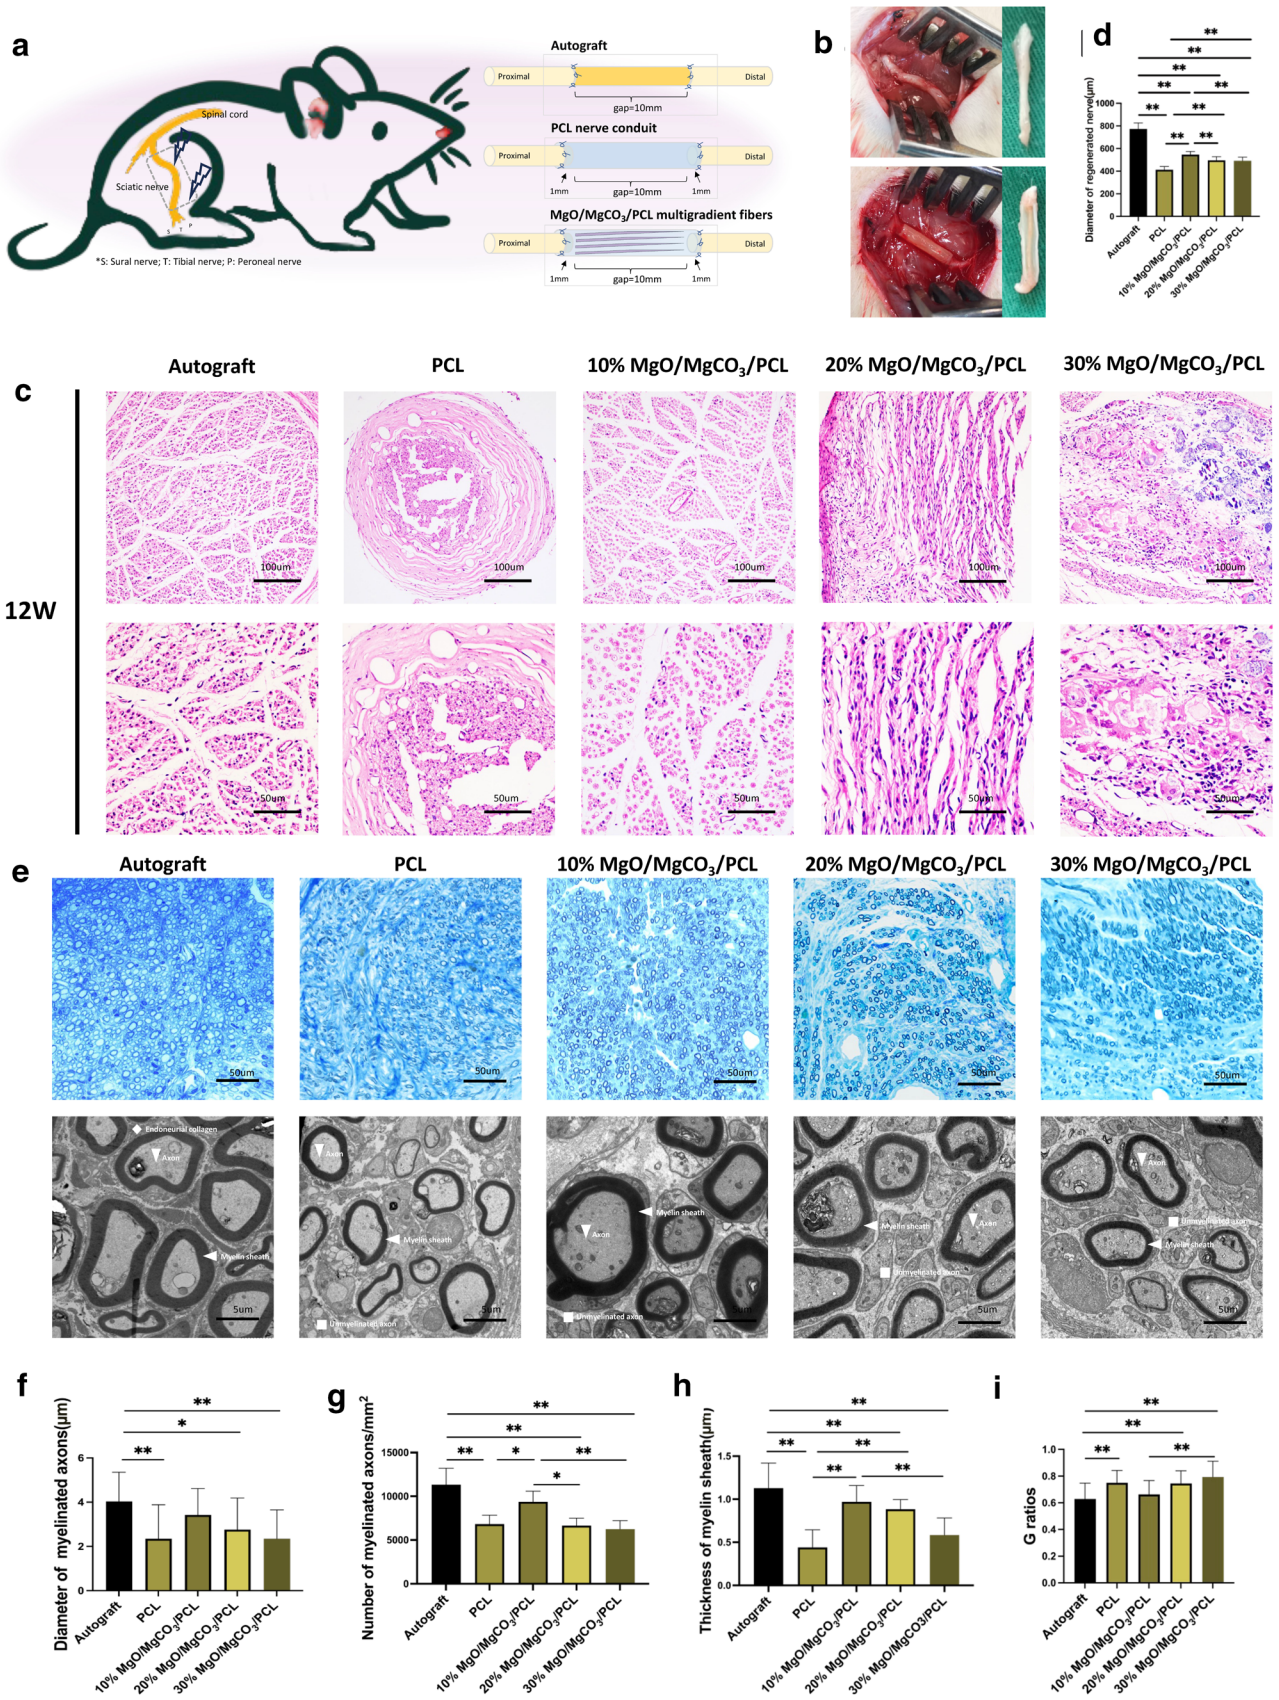 a
Spinal cord
Sciatic nerve
S T P
*S: Sural nerve; T: Tibial nerve; P: Peroneal nerve
Autograft
Proximal
Distal
gap=10mm
PCL nerve conduit
Proximal
Distal
1mm
gap=10mm
1mm
MgO/MgCO3/PCL multigradient fibers
Proximal
Distal
1mm
gap=10mm
1mm
b
d
Diameter of regenerated nerve(μm)
1000
800
600
400
200
0
**
**
**
** **
** **
** **
Autograft
PCL
10% MgO/MgCO3/PCL
20% MgO/MgCO3/PCL
30% MgO/MgCO3/PCL
c
Autograft
PCL
10% MgO/MgCO3/PCL
20% MgO/MgCO3/PCL
30% MgO/MgCO3/PCL
12W
100um
100um
100um
100um
100um
50um
50um
50um
50um
50um
e
Autograft
PCL
10% MgO/MgCO3/PCL
20% MgO/MgCO3/PCL
30% MgO/MgCO3/PCL
50um
50um
50um
50um
50um
Endoneurial collagen
Axon
Myelin sheath
5um
Axon
Myelin sheath
Unmyelinated axon
5um
Myelin sheath
Axon
Unmyelinated axon
5um
Axon
Myelin sheath
Unmyelinated axon
5um
Axon
Unmyelinated axon
Myelin sheath
5um
f
Diameter of myelinated axons(μm)
6
4
2
0
**
*
**
Autograft
PCL
10% MgO/MgCO3/PCL
20% MgO/MgCO3/PCL
30% MgO/MgCO3/PCL
g
Number of myelinated axons/mm2
15000
10000
5000
0
**
**
** * **
*
Autograft
PCL
10% MgO/MgCO3/PCL
20% MgO/MgCO3/PCL
30% MgO/MgCO3/PCL
h
Thickness of myelin sheath(μm)
1.5
1.0
0.5
0.0
**
**
** **
** **
Autograft
PCL
10% MgO/MgCO3/PCL
20% MgO/MgCO3/PCL
30% MgO/MgCO3/PCL
i
G ratios
1.0
0.8
0.6
0.4
0.2
0.0
**
**
** **
Autograft
PCL
10% MgO/MgCO3/PCL
20% MgO/MgCO3/PCL
30% MgO/MgCO3/PCL